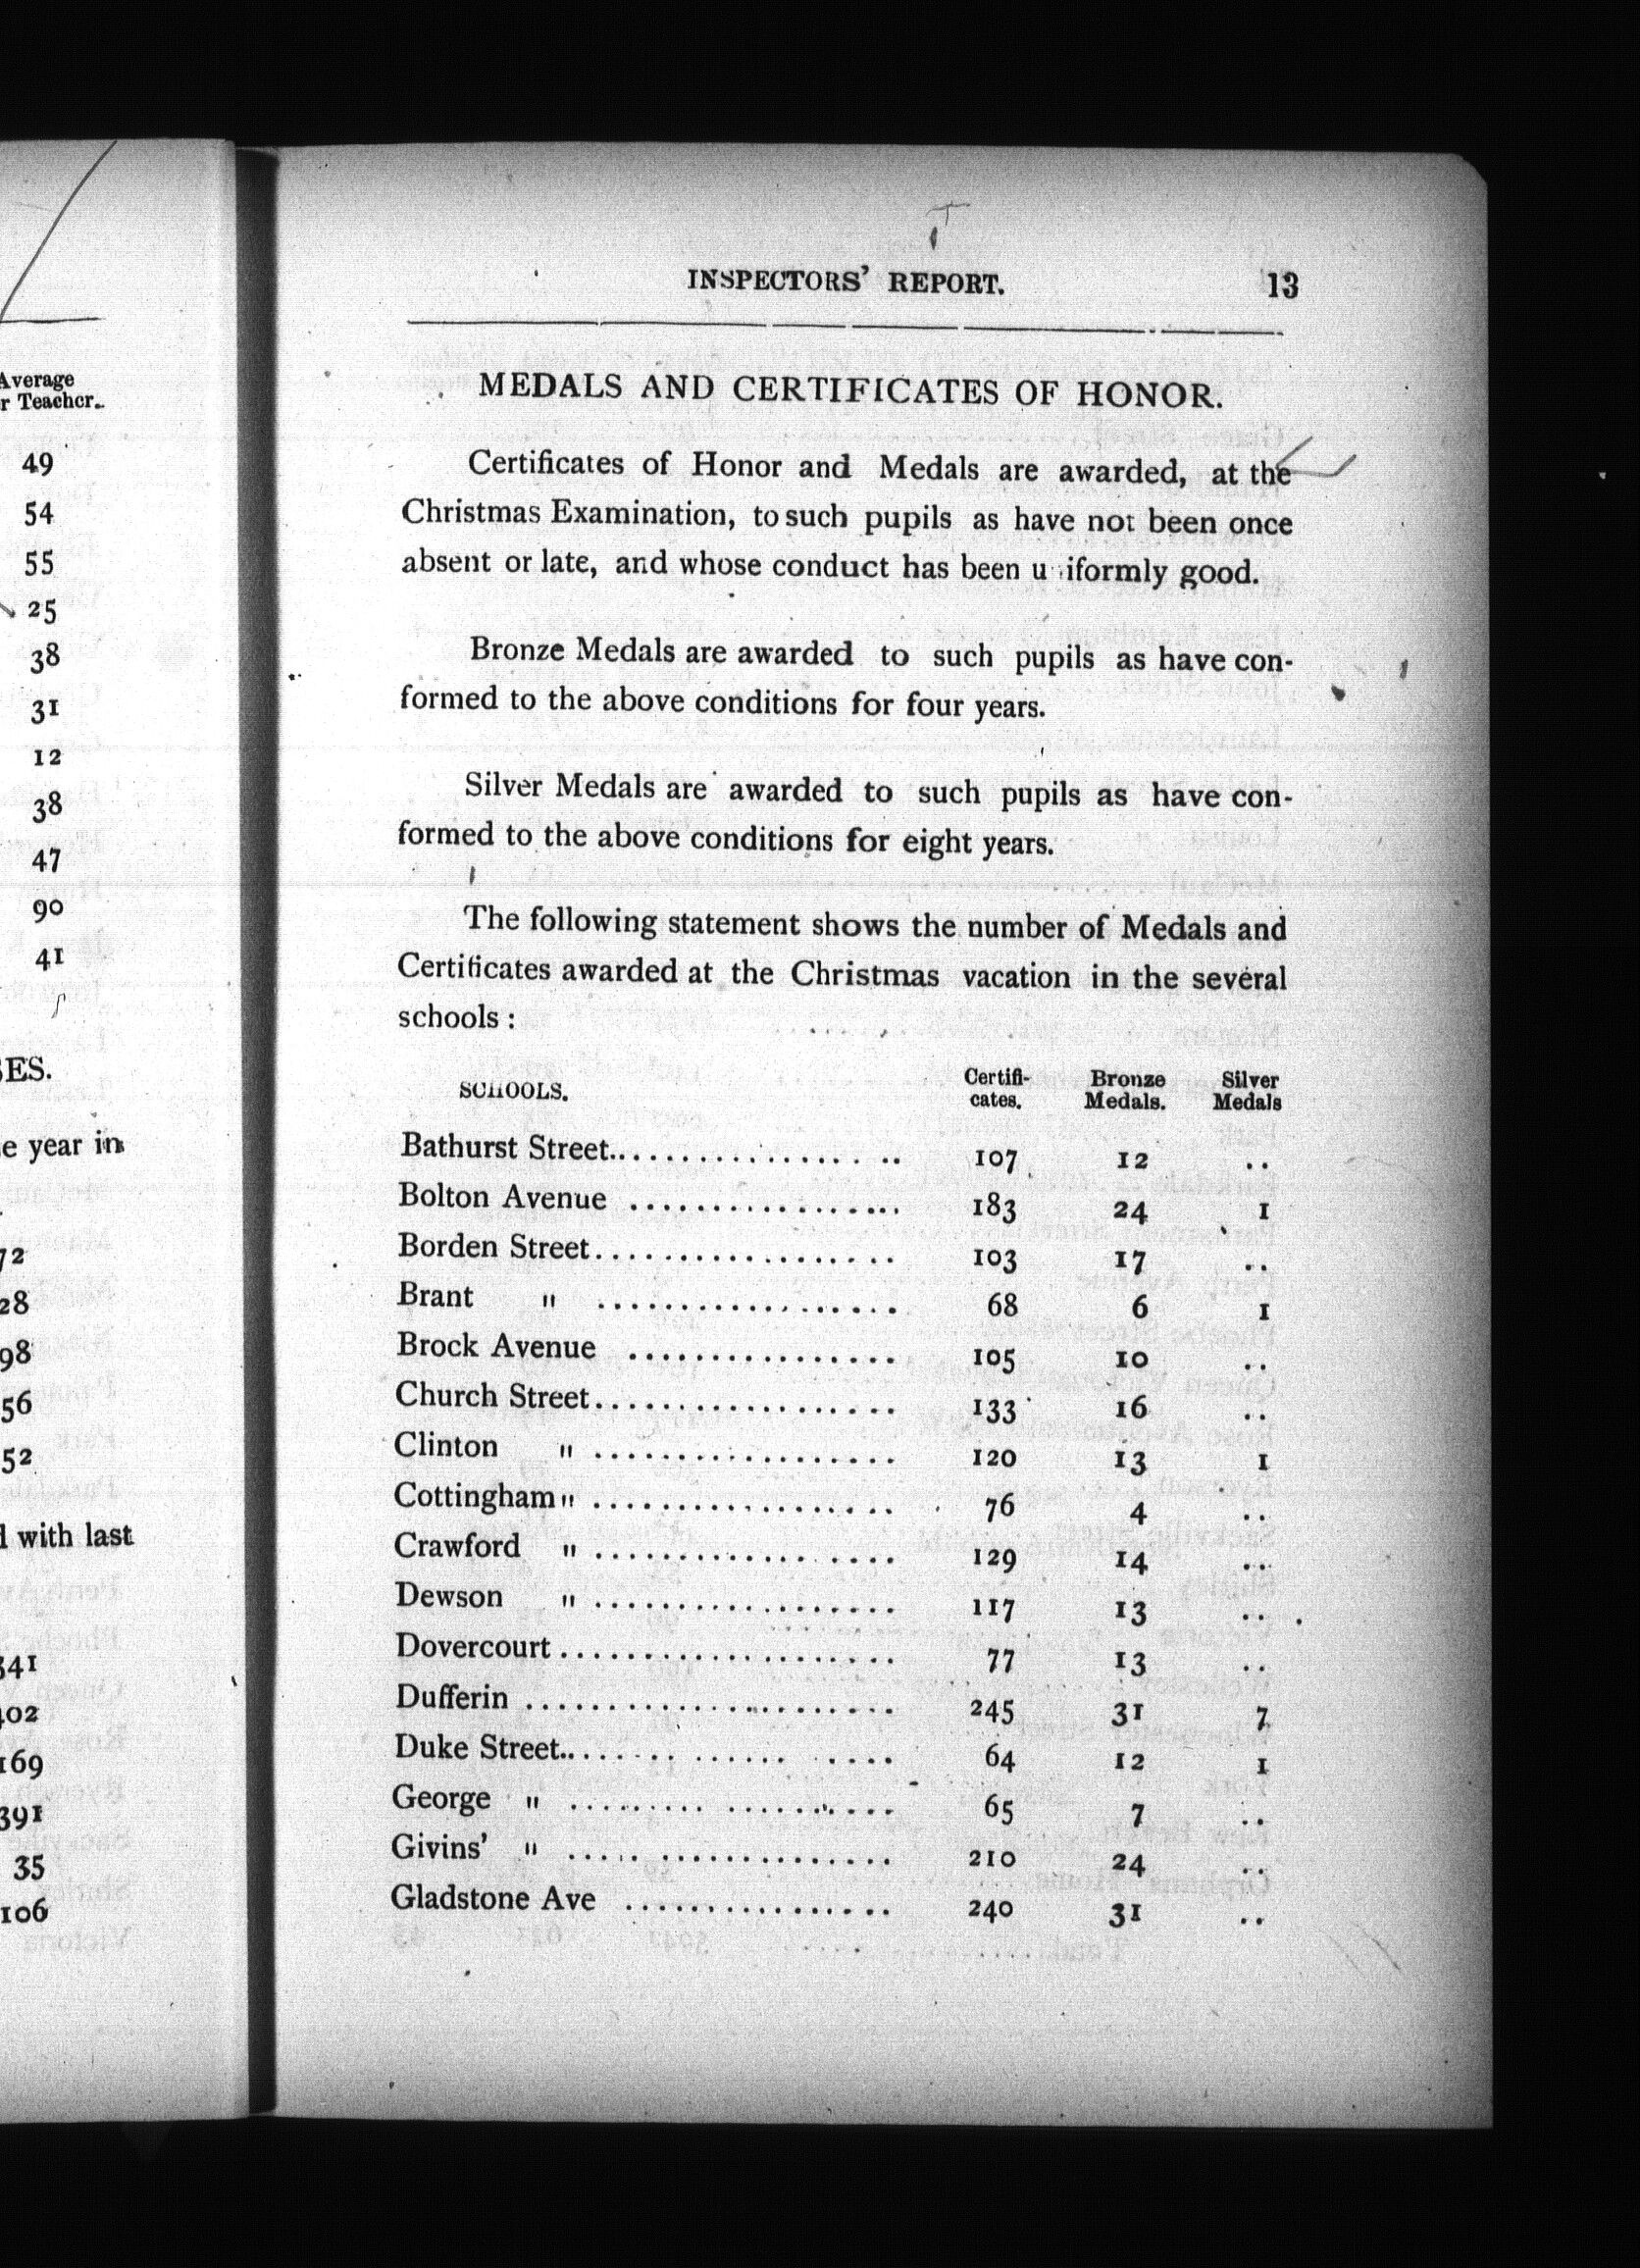 Average
r Teacher.
49
54
55
25
38
31
12
38
47
90
41
SES.
e year in
72
28
98
56
52
d with last
341
402
169
391
35
106
INSPECTORS' REPORT. 13
MEDALS AND CERTIFICATES OF HONOR.
Certificates of Honor and Medals are awarded, at the
Christmas Examination, to such pupils as have not been once
absent or late, and whose conduct has been u iformly good.
Bronze Medals are awarded to such pupils as have con-
formed to the above conditions for four years.
Silver Medals are awarded to such pupils as have con-
formed to the above conditions for eight years.
The following statement shows the number of Medals and
Certificates awarded at the Christmas vacation in the several
schools :
SCHOOLS. Certifi- Bronze Silver
cates. Medals. Medals
Bathurst Street.................... 107 12 ..
Bolton Avenue ................... 183 24 1
Borden Street.................... 103 17 ..
Brant " ..................... 68 6 1
Brock Avenue ................... 105 10 ..
Church Street.................... 133 16 ..
Clinton " ..................... 120 13 1
Cottingham " ..................... 76 4 ..
Crawford " ..................... 129 14 ..
Dewson " ..................... 117 13 ..
Dovercourt ....................... 77 13 ..
Dufferin ......................... 245 31 7
Duke Street...................... 64 12 1
George " ...................... 65 7 ..
Givins' " ...................... 210 24 ..
Gladstone Ave ................... 240 31 ..